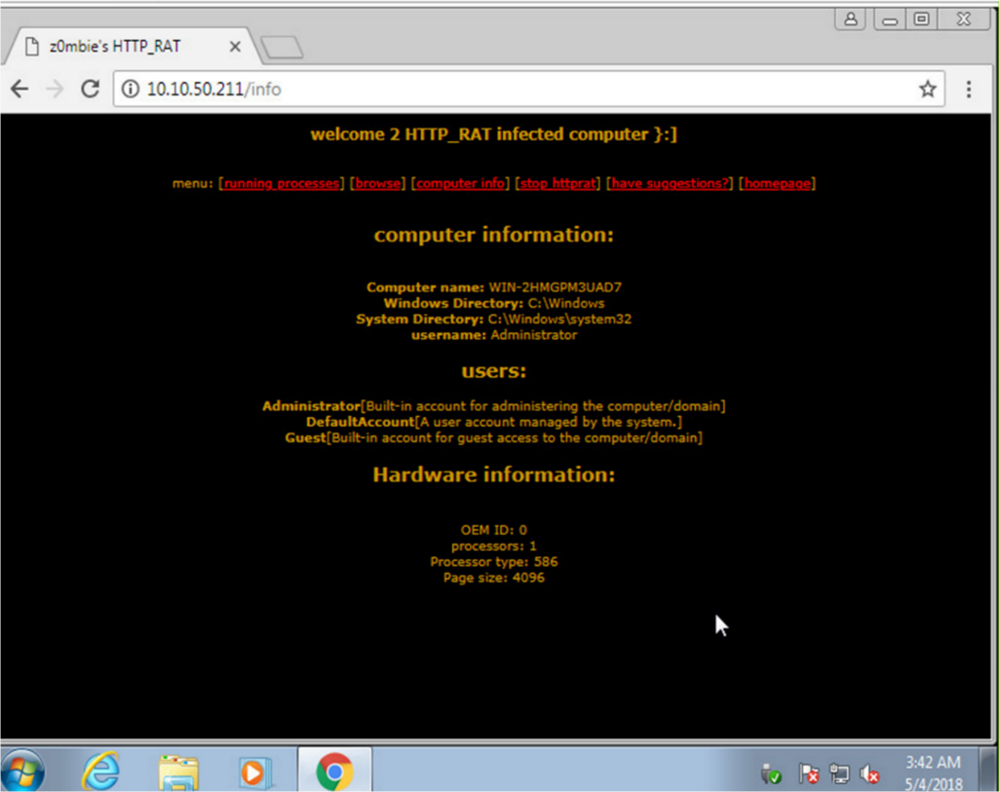 z0mbie's HTTP_RAT
10.10.50.211/info
welcome 2 HTTP_RAT infected computer }:]
menu: [running processes] [browse] [computer info] [stop httprat] [have suggestions?] [homepage]
computer information:
Computer name: WIN-2HMGPM3UAD7
Windows Directory: C:\Windows
System Directory: C:\Windows\system32
username: Administrator
users:
Administrator[Built-in account for administering the computer/domain]
DefaultAccount[A user account managed by the system.]
Guest[Built-in account for guest access to the computer/domain]
Hardware information:
OEM ID: 0
processors: 1
Processor type: 586
Page size: 4096
3:42 AM
5/4/2018